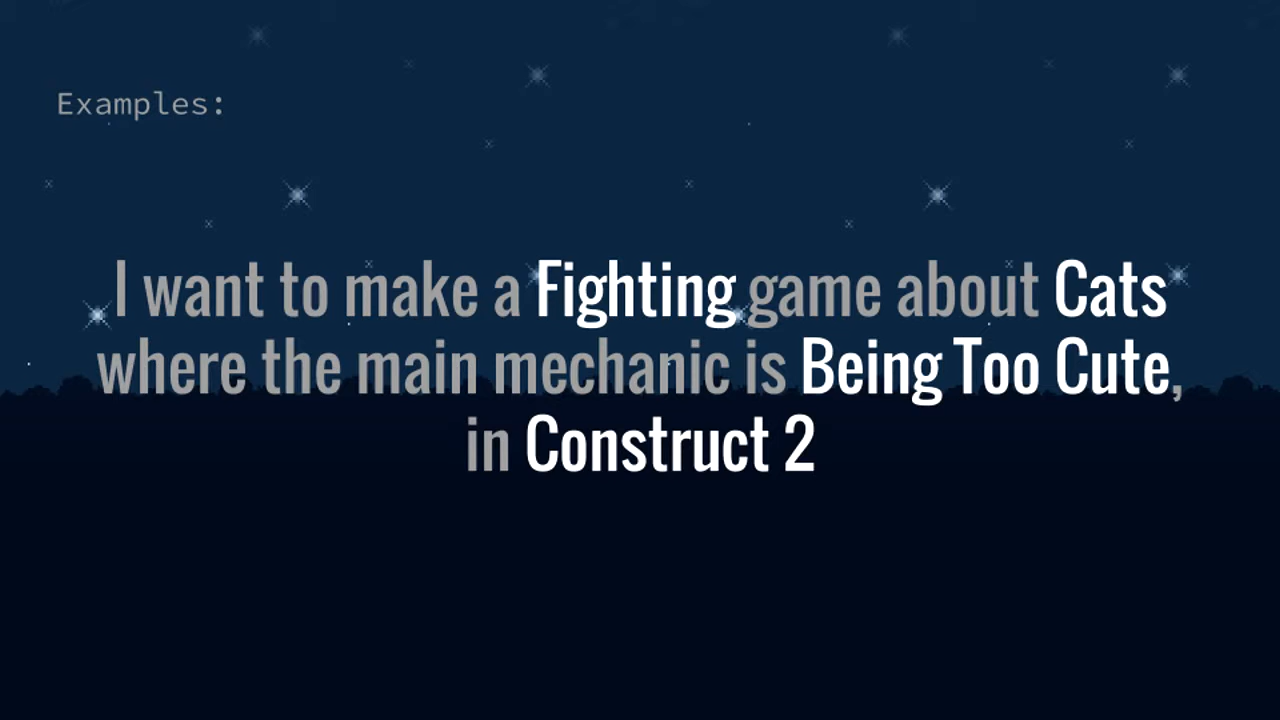 Examples:
I want to make a Fighting game about Cats
where the main mechanic is Being Too Cute,
in Construct 2